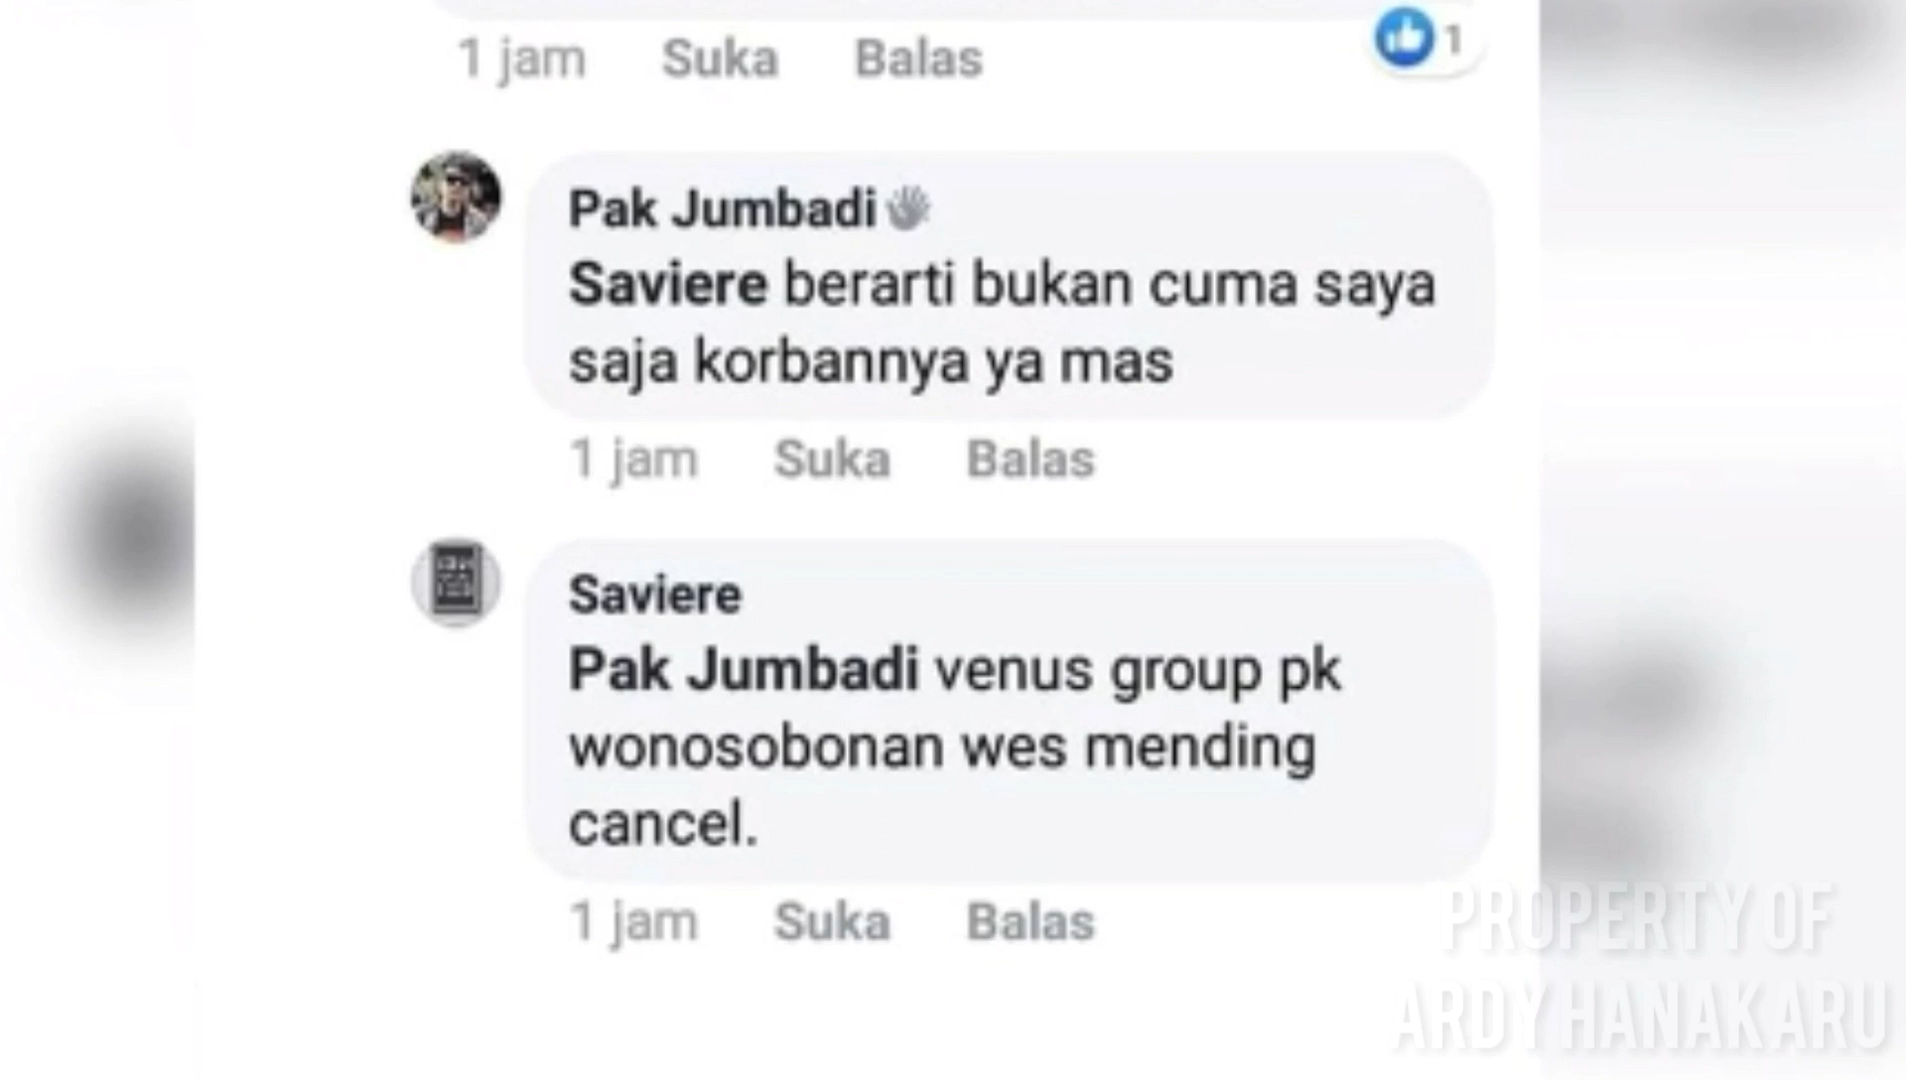 1 jam Suka Balas 1
Pak Jumbadi
Saviere berarti bukan cuma saya
saja korbannya ya mas
1 jam Suka Balas
Saviere
Pak Jumbadi venus group pk
wonosobonan wes mending
cancel.
1 jam Suka Balas
PROPERTY OF
ARDY HANAKARU